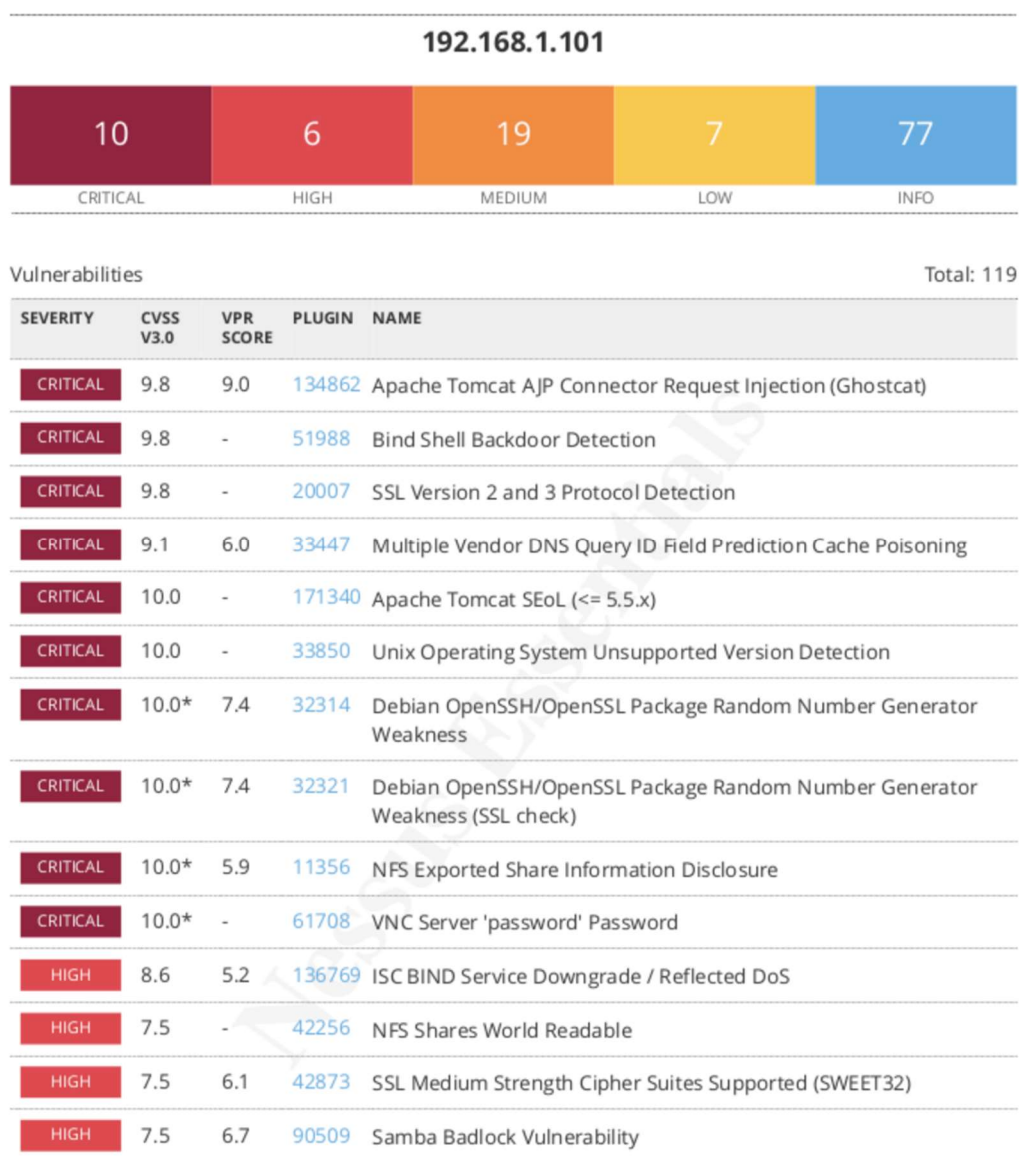 192.168.1.101
10 6 19 7 77
CRITICAL HIGH MEDIUM LOW INFO
Vulnerabilities Total: 119
SEVERITY CVSS VPR PLUGIN NAME
V3.0 SCORE
CRITICAL 9.8 9.0 134862 Apache Tomcat AJP Connector Request Injection (Ghostcat)
CRITICAL 9.8 - 51988 Bind Shell Backdoor Detection
CRITICAL 9.8 - 20007 SSL Version 2 and 3 Protocol Detection
CRITICAL 9.1 6.0 33447 Multiple Vendor DNS Query ID Field Prediction Cache Poisoning
CRITICAL 10.0 - 171340 Apache Tomcat SEoL (<= 5.5.x)
CRITICAL 10.0 - 33850 Unix Operating System Unsupported Version Detection
CRITICAL 10.0* 7.4 32314 Debian OpenSSH/OpenSSL Package Random Number Generator
Weakness
CRITICAL 10.0* 7.4 32321 Debian OpenSSH/OpenSSL Package Random Number Generator
Weakness (SSL check)
CRITICAL 10.0* 5.9 11356 NFS Exported Share Information Disclosure
CRITICAL 10.0* - 61708 VNC Server 'password' Password
HIGH 8.6 5.2 136769 ISC BIND Service Downgrade / Reflected DoS
HIGH 7.5 - 42256 NFS Shares World Readable
HIGH 7.5 6.1 42873 SSL Medium Strength Cipher Suites Supported (SWEET32)
HIGH 7.5 6.7 90509 Samba Badlock Vulnerability
Nessus Essentials